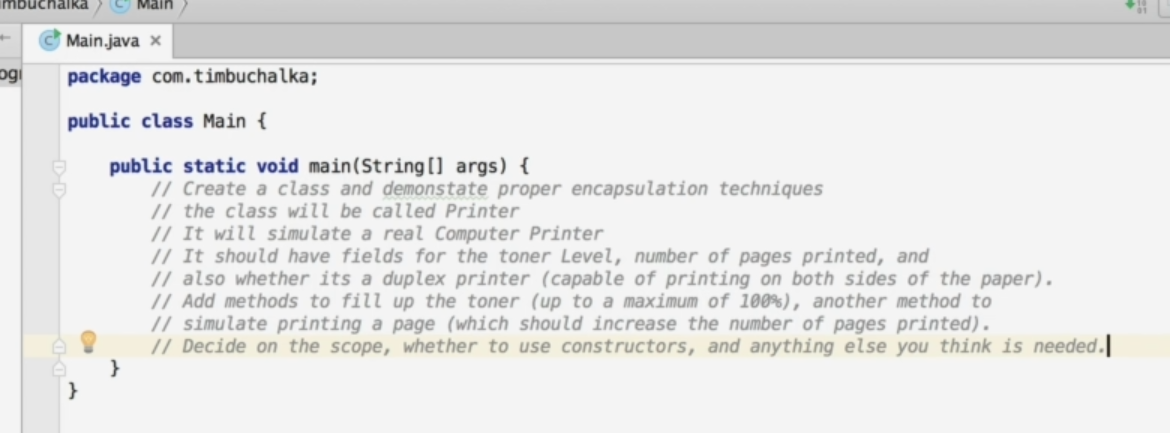 Main
Main.java ×
package com.timbuchalka;
public class Main {
public static void main(String[] args) {
// Create a class and demonstate proper encapsulation techniques
// the class will be called Printer
// It will simulate a real Computer Printer
// It should have fields for the toner Level, number of pages printed, and
// also whether its a duplex printer (capable of printing on both sides of the paper).
// Add methods to fill up the toner (up to a maximum of 100%), another method to
// simulate printing a page (which should increase the number of pages printed).
// Decide on the scope, whether to use constructors, and anything else you think is needed.
}
}